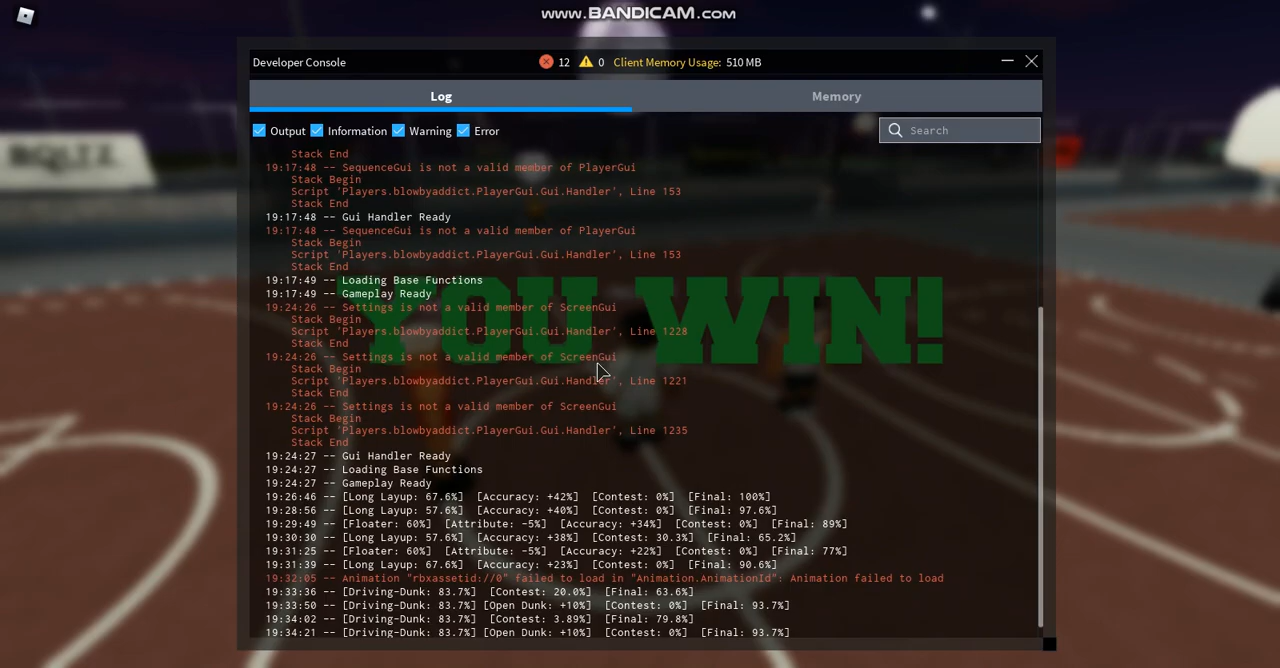 www.BANDICAM.com
Developer Console
12
0
Client Memory Usage: 510 MB
Log
Memory
Output
Information
Warning
Error
Search
Stack End
19:17:48 -- SequenceGui is not a valid member of PlayerGui
Stack Begin
Script 'Players.blowbyaddict.PlayerGui.Gui.Handler', Line 153
Stack End
19:17:48 -- Gui Handler Ready
19:17:48 -- SequenceGui is not a valid member of PlayerGui
Stack Begin
Script 'Players.blowbyaddict.PlayerGui.Gui.Handler', Line 153
Stack End
19:17:49 -- Loading Base Functions
19:17:49 -- Gameplay Ready
19:24:26 -- Settings is not a valid member of ScreenGui
Stack Begin
Script 'Players.blowbyaddict.PlayerGui.Gui.Handler', Line 1228
Stack End
19:24:26 -- Settings is not a valid member of ScreenGui
Stack Begin
Script 'Players.blowbyaddict.PlayerGui.Gui.Handler', Line 1221
Stack End
19:24:26 -- Settings is not a valid member of ScreenGui
Stack Begin
Script 'Players.blowbyaddict.PlayerGui.Gui.Handler', Line 1235
Stack End
19:24:27 -- Gui Handler Ready
19:24:27 -- Loading Base Functions
19:24:27 -- Gameplay Ready
19:26:46 -- [Long Layup: 67.6%] [Accuracy: +42%] [Contest: 0%] [Final: 100%]
19:28:56 -- [Long Layup: 57.6%] [Accuracy: +40%] [Contest: 0%] [Final: 97.6%]
19:29:49 -- [Floater: 60%] [Attribute: -5%] [Accuracy: +34%] [Contest: 0%] [Final: 89%]
19:30:30 -- [Long Layup: 57.6%] [Accuracy: +38%] [Contest: 30.3%] [Final: 65.2%]
19:31:25 -- [Floater: 60%] [Attribute: -5%] [Accuracy: +22%] [Contest: 0%] [Final: 77%]
19:31:39 -- [Long Layup: 67.6%] [Accuracy: +23%] [Contest: 0%] [Final: 90.6%]
19:32:05 -- Animation "rbxassetid://0" failed to load in "Animation.AnimationId": Animation failed to load
19:33:36 -- [Driving-Dunk: 83.7%] [Contest: 20.0%] [Final: 63.6%]
19:33:50 -- [Driving-Dunk: 83.7%] [Open Dunk: +10%] [Contest: 0%] [Final: 93.7%]
19:34:02 -- [Driving-Dunk: 83.7%] [Contest: 3.89%] [Final: 79.8%]
19:34:21 -- [Driving-Dunk: 83.7%] [Open Dunk: +10%] [Contest: 0%] [Final: 93.7%]
YOU WIN!